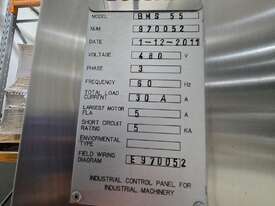 MODEL BMS 55
NUM 970052
DATE 1-12-2011
VOLTAGE 480 V
PHASE 3
FREQUENCY 60 Hz
TOTAL LOAD CURRENT 30 A A
LARGEST MOTOR FLA 5 A
SHORT CIRCUIT RATING 5 KA
ENVIORMENTAL TYPE
FIELD WIRING DIAGRAM E970052
INDUSTRIAL CONTROL PANEL FOR
INDUSTRIAL MACHINERY